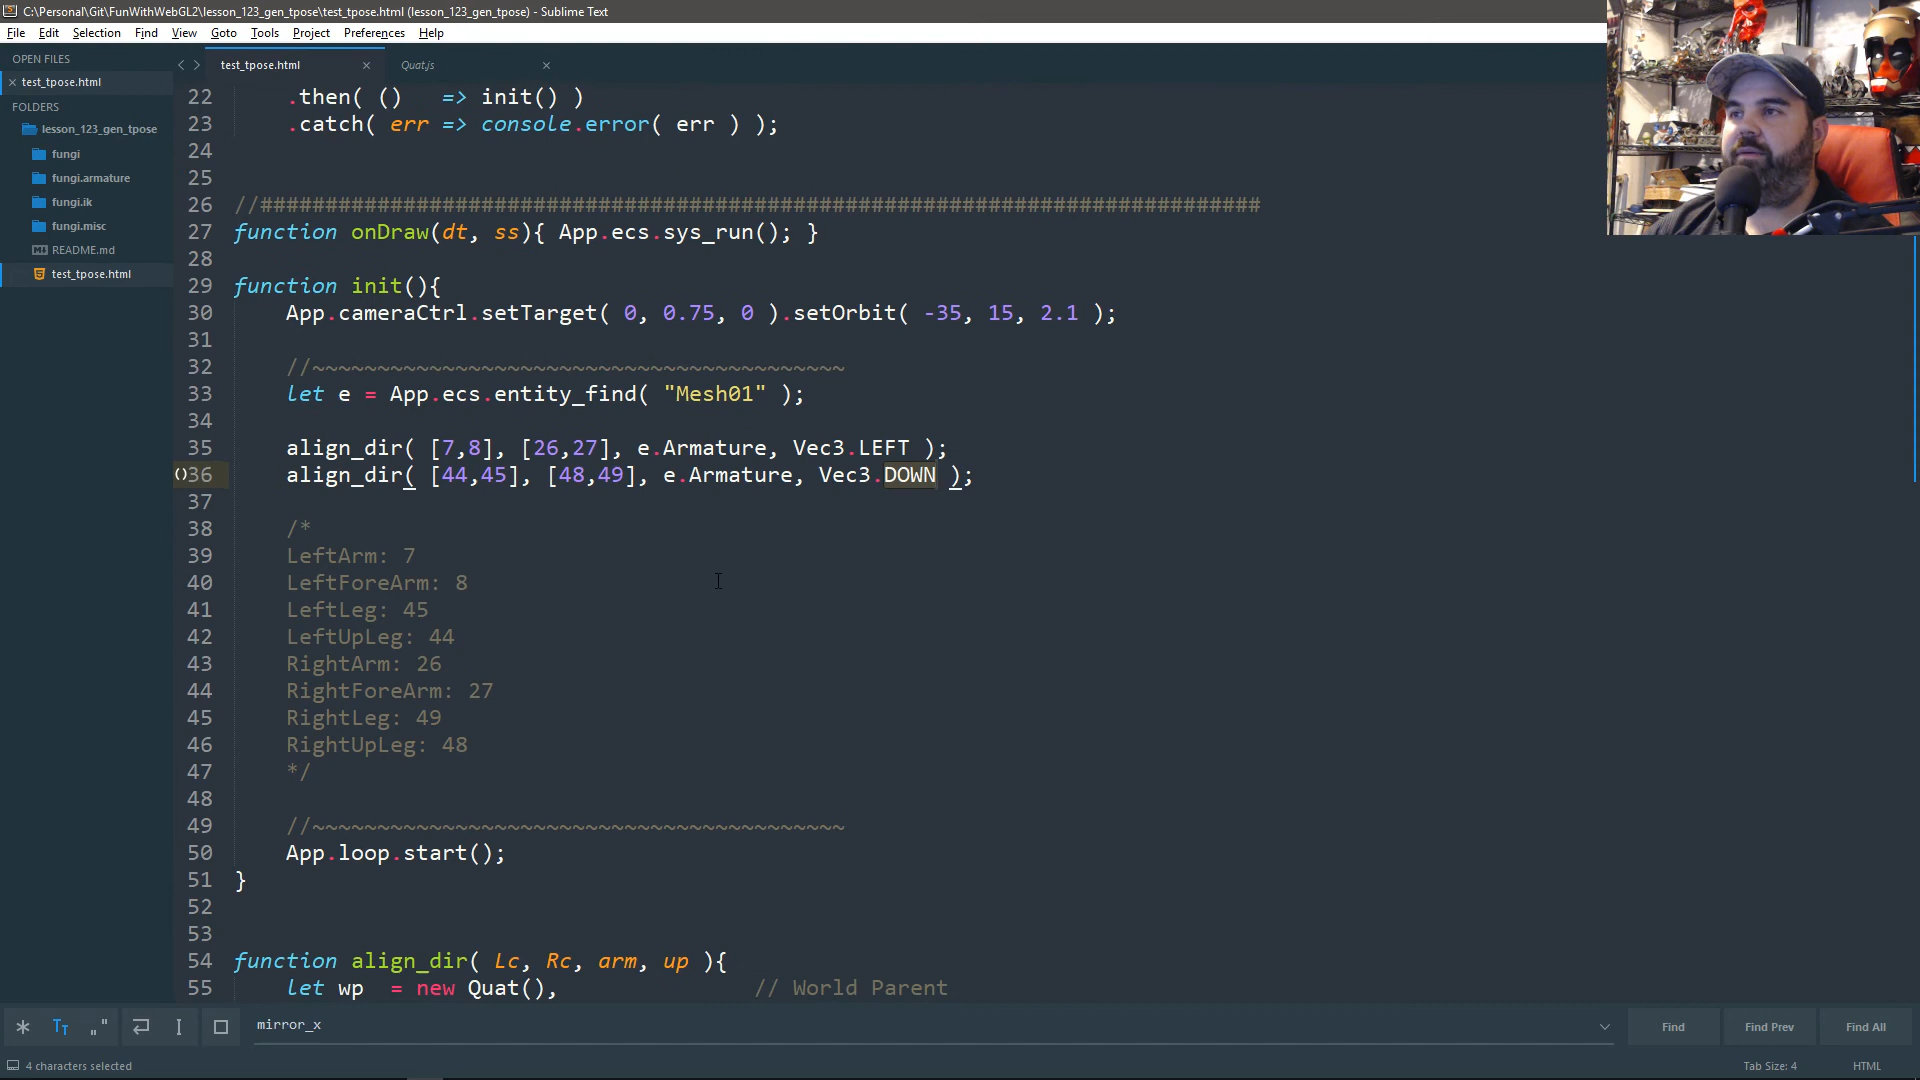 C:\Personal\Git\FunWithWebGL2\lesson_123_gen_tpose\test_tpose.html (lesson_123_gen_tpose) - Sublime Text
File Edit Selection Find View Goto Tools Project Preferences Help
OPEN FILES
test_tpose.html
FOLDERS
lesson_123_gen_tpose
fungi
fungi.armature
fungi.ik
fungi.misc
README.md
test_tpose.html
test_tpose.html Quat.js
22 .then( () => init() )
23 .catch( err => console.error( err ) );
24
25
26 //#############################################################################
27 function onDraw(dt, ss){ App.ecs.sys_run(); }
28
29 function init(){
30 App.cameraCtrl.setTarget( 0, 0.75, 0 ).setOrbit( -35, 15, 2.1 );
31
32 //~~~~~~~~~~~~~~~~~~~~~~~~~~~~~~~~~~~~~~~~~
33 let e = App.ecs.entity_find( "Mesh01" );
34
35 align_dir( [7,8], [26,27], e.Armature, Vec3.LEFT );
36 align_dir( [44,45], [48,49], e.Armature, Vec3.DOWN );
37
38 /*
39 LeftArm: 7
40 LeftForeArm: 8
41 LeftLeg: 45
42 LeftUpLeg: 44
43 RightArm: 26
44 RightForeArm: 27
45 RightLeg: 49
46 RightUpLeg: 48
47 */
48
49 //~~~~~~~~~~~~~~~~~~~~~~~~~~~~~~~~~~~~~~~~~
50 App.loop.start();
51 }
52
53
54 function align_dir( Lc, Rc, arm, up ){
55 let wp = new Quat(), // World Parent
mirror_x
Find Find Prev Find All
4 characters selected
Tab Size: 4 HTML